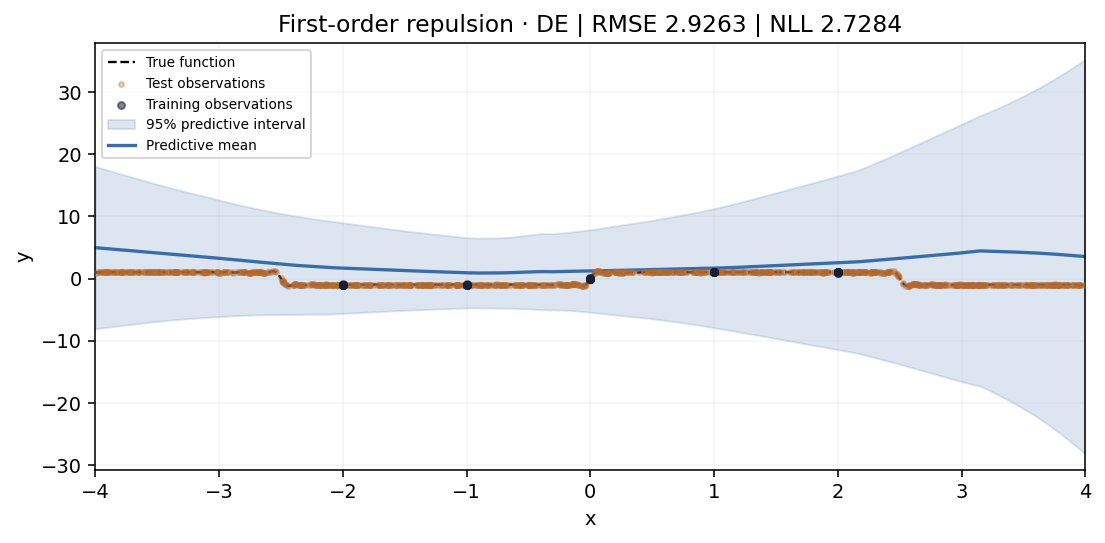 First-order repulsion · DE | RMSE 2.9263 | NLL 2.7284
True function
Test observations
Training observations
95% predictive interval
Predictive mean
y
30
20
10
0
−10
−20
−30
−4 −3 −2 −1 0 1 2 3 4
x